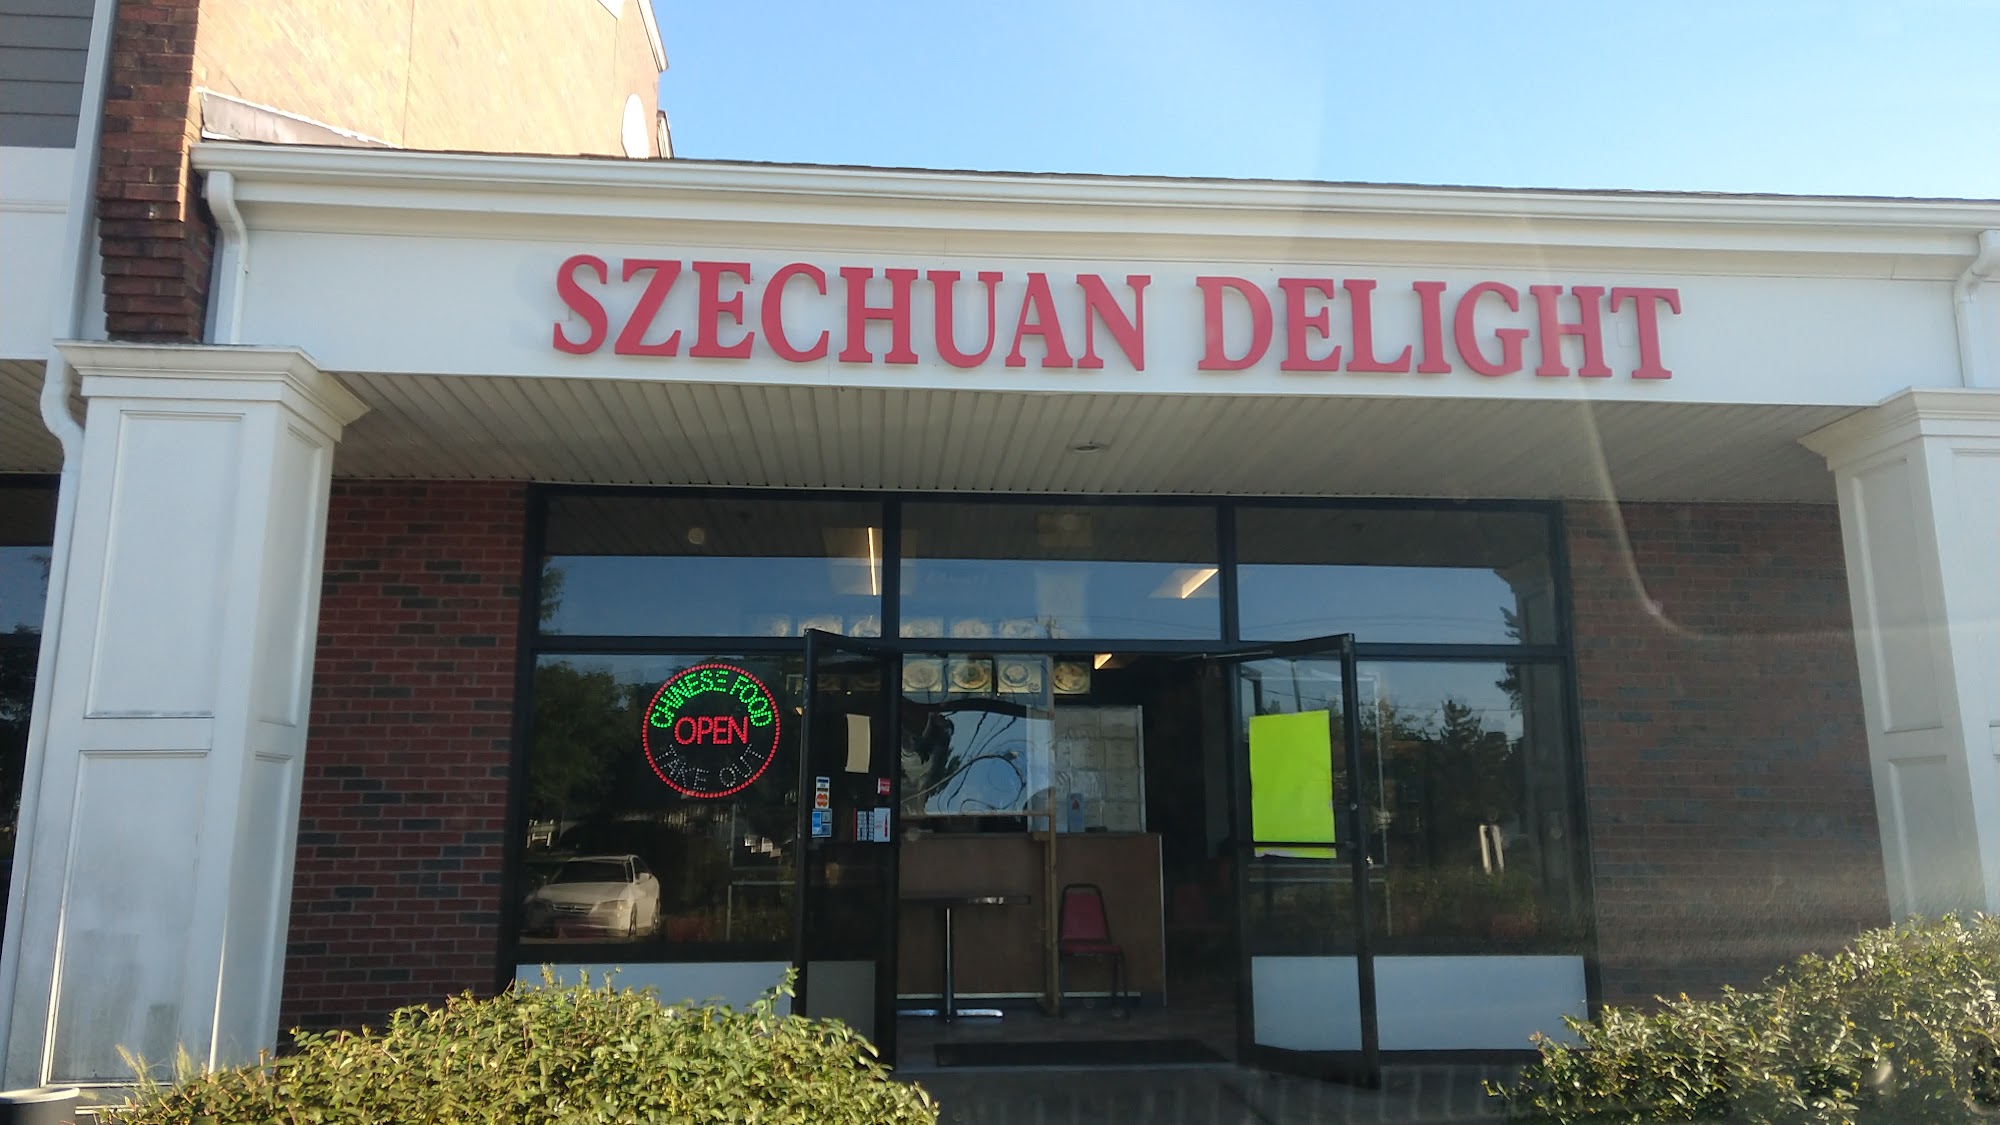 SZECHUAN DELIGHT
CHINESE FOOD
OPEN
TAKE OUT